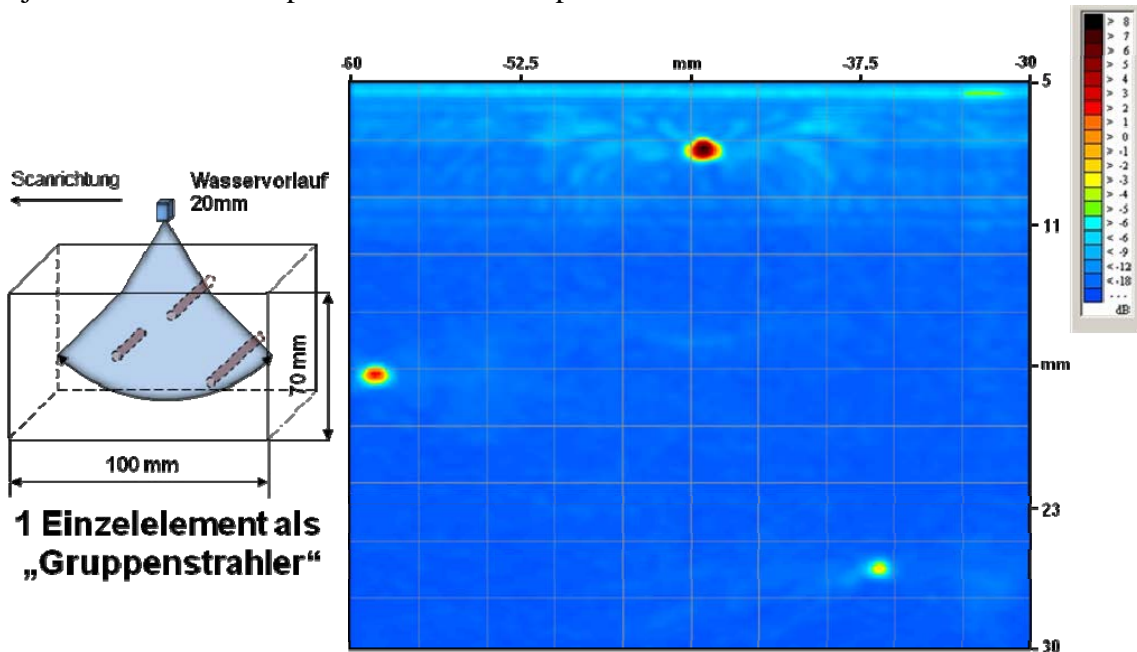 -60 -52.5 mm -37.5 -30
5
11
mm
23
30
> 8
> 7
> 6
> 5
> 4
> 3
> 2
> 1
> 0
> -1
> -2
> -3
> -4
> -5
> -6
< -6
< -9
< -12
< -18
---
dB
Scanrichtung
Wasservorlauf
20mm
70 mm
100 mm
1 Einzelelement als
„Gruppenstrahler“